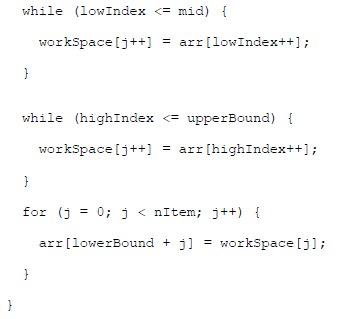 while (lowIndex <= mid) {
workSpace[j++] = arr[lowIndex++];
}
while (highIndex <= upperBound) {
workSpace[j++] = arr[highIndex++];
}
for (j = 0; j < nItem; j++) {
arr[lowerBound + j] = workSpace[j];
}
}